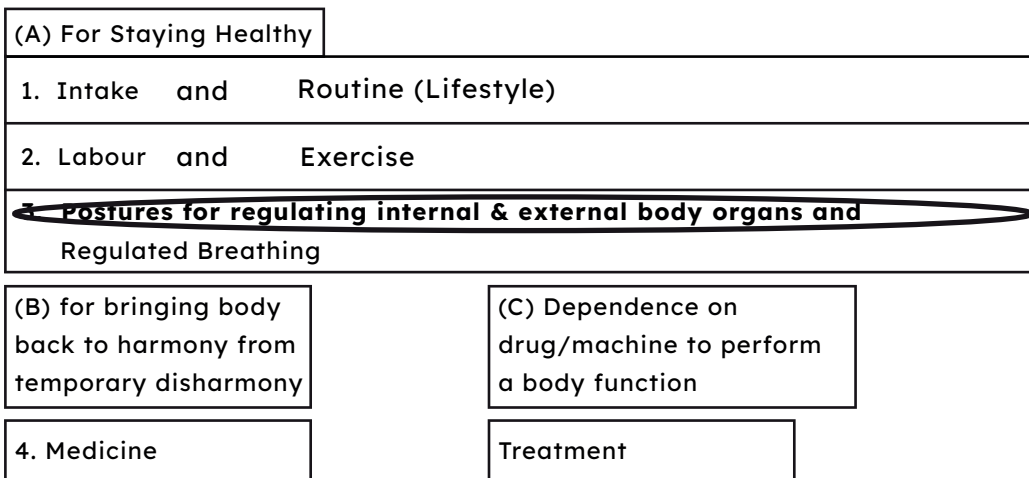 (A) For Staying Healthy
1. Intake and Routine (Lifestyle)
2. Labour and Exercise
3. Postures for regulating internal & external body organs and
Regulated Breathing
(B) for bringing body
back to harmony from
temporary disharmony
(C) Dependence on
drug/machine to perform
a body function
4. Medicine
Treatment